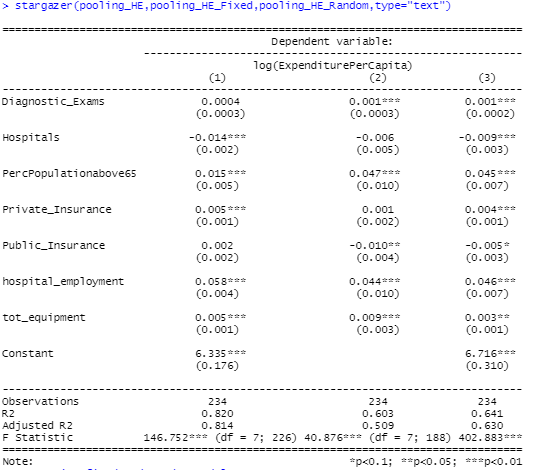 > stargazer(pooling_HE,pooling_HE_Fixed,pooling_HE_Random,type="text")
Dependent variable:
log(ExpenditurePerCapita)
(1) (2) (3)
Diagnostic_Exams 0.0004 0.001*** 0.001***
(0.0003) (0.0003) (0.0002)
Hospitals -0.014*** -0.006 -0.009***
(0.002) (0.005) (0.003)
PercPopulationabove65 0.015*** 0.047*** 0.045***
(0.005) (0.010) (0.007)
Private_Insurance 0.005*** 0.001 0.004***
(0.001) (0.002) (0.001)
Public_Insurance 0.002 -0.010** -0.005*
(0.002) (0.004) (0.003)
hospital_employment 0.058*** 0.044*** 0.046***
(0.004) (0.010) (0.007)
tot_equipment 0.005*** 0.009*** 0.003**
(0.001) (0.003) (0.001)
Constant 6.335*** 6.716***
(0.176) (0.310)
Observations 234 234 234
R2 0.820 0.603 0.641
Adjusted R2 0.814 0.509 0.630
F Statistic 146.752*** (df = 7; 226) 40.876*** (df = 7; 188) 402.883***
Note: *p<0.1; **p<0.05; ***p<0.01